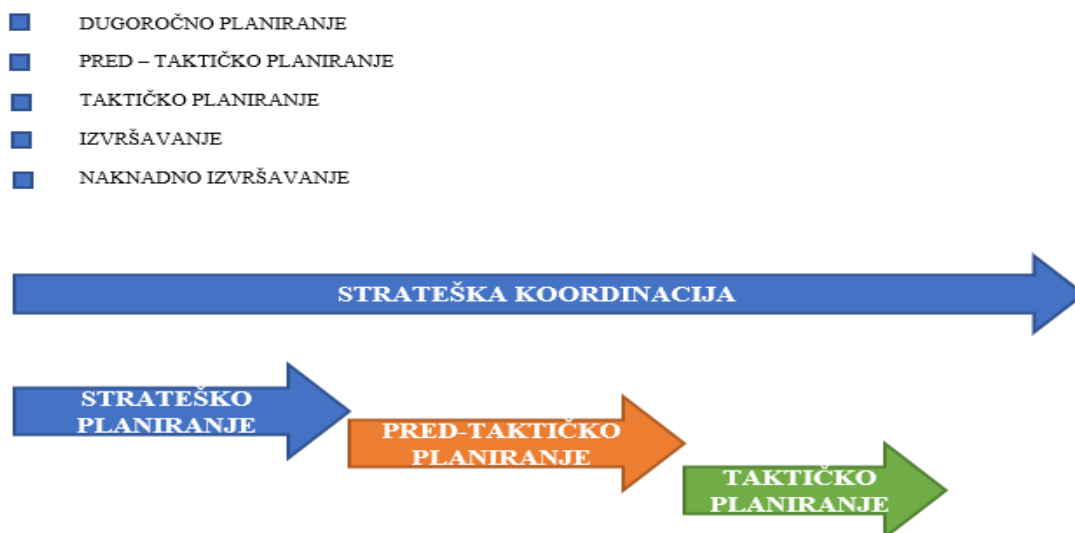 DUGOROČNO PLANIRANJE
PRED – TAKTIČKO PLANIRANJE
TAKTIČKO PLANIRANJE
IZVRŠAVANJE
NAKNADNO IZVRŠAVANJE
STRATEŠKA KOORDINACIJA
STRATEŠKO
PLANIRANJE
PRED-TAKTIČKO
PLANIRANJE
TAKTIČKO
PLANIRANJE